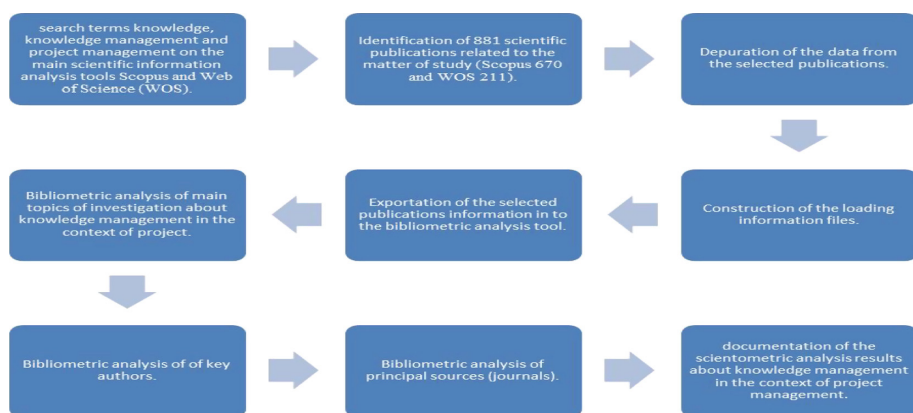 search terms knowledge,
knowledge management and
project management on the
main scientific information
analysis tools Scopus and Web
of Science (WOS).
Identification of 881 scientific
publications related to the
matter of study (Scopus 670
and WOS 211).
Depuration of the data from
the selected publications.
Construction of the loading
information files.
Exportation of the selected
publications information in to
the bibliometric analysis tool.
Bibliometric analysis of main
topics of investigation about
knowledge management in the
context of project.
Bibliometric analysis of of key
authors.
Bibliometric analysis of
principal sources (journals).
documentation of the
scientometric analysis results
about knowledge management
in the context of project
management.